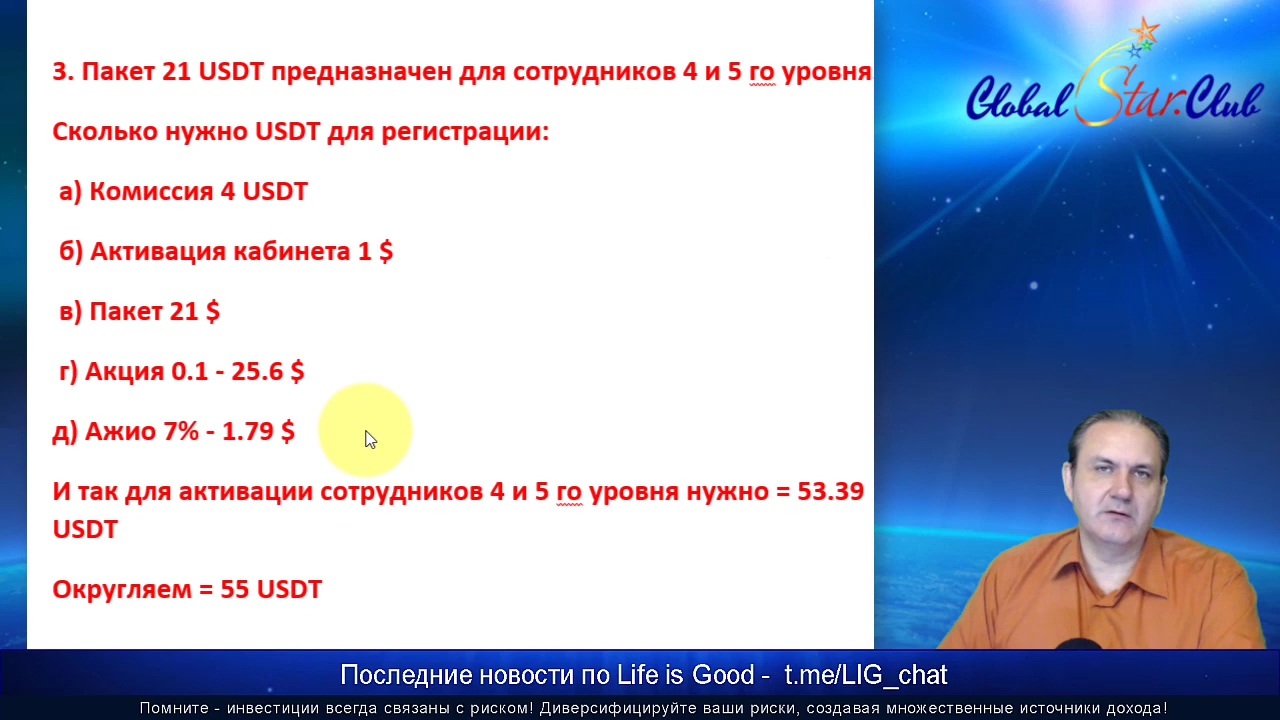 3. Пакет 21 USDT предназначен для сотрудников 4 и 5 го уровня
Global Star.Club
Сколько нужно USDT для регистрации:
а) Комиссия 4 USDT
б) Активация кабинета 1 $
в) Пакет 21 $
г) Акция 0.1 - 25.6 $
д) Ажио 7% - 1.79 $
И так для активации сотрудников 4 и 5 го уровня нужно = 53.39
USDT
Округляем = 55 USDT
Последние новости по Life is Good - t.me/LIG_chat
Помните - инвестиции всегда связаны с риском! Диверсифицируйте ваши риски, создавая множественные источники дохода!